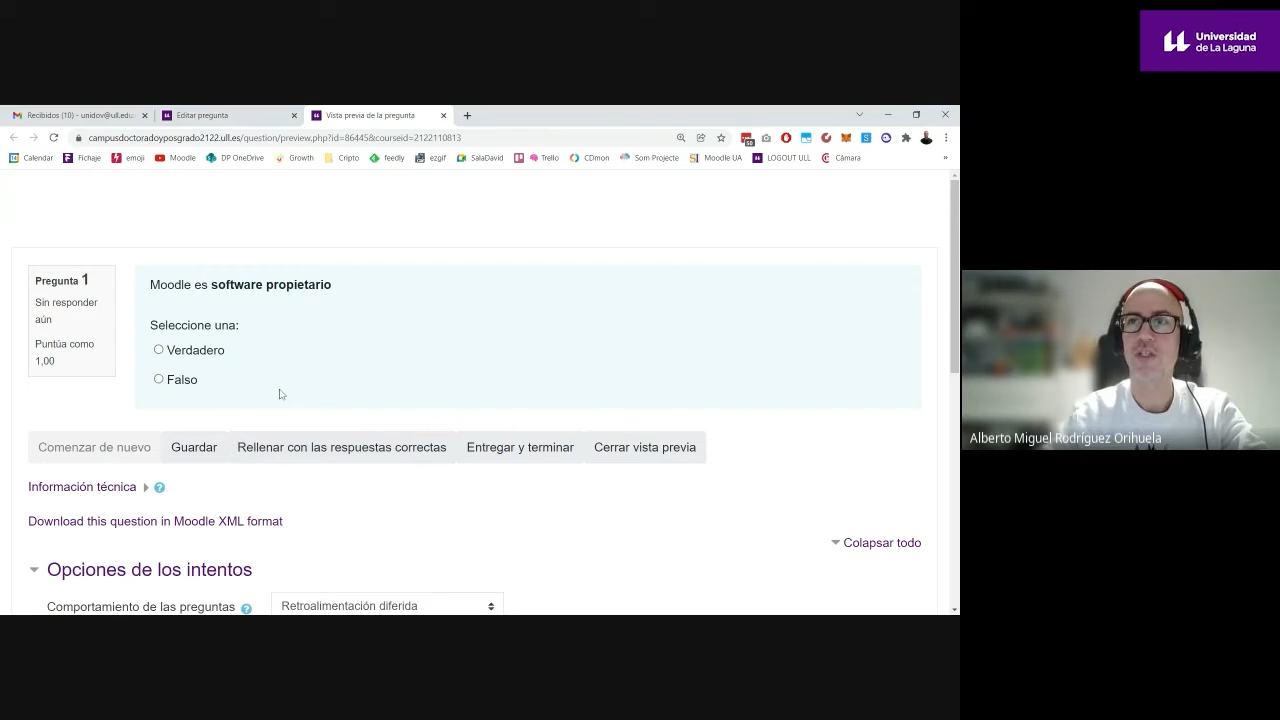 Universidad
de La Laguna
Recibidos (10) - unidov@ull.edu.
Editar pregunta
Vista previa de la pregunta
campusdoctoradoyposgrado2122.ull.es/question/preview.php?id=86445&courseid=2122110813
50
Calendar Fichaje emoji Moodle DP OneDrive Growth Cripto feedly ezgif SalaDavid Trello CDmon Som Projecte Moodle UA LOGOUT ULL Cámara »
Pregunta 1
Sin responder
aún
Puntúa como
1,00
Moodle es software propietario
Seleccione una:
Verdadero
Falso
Comenzar de nuevo Guardar Rellenar con las respuestas correctas Entregar y terminar Cerrar vista previa
Información técnica
Download this question in Moodle XML format
Colapsar todo
Opciones de los intentos
Comportamiento de las preguntas Retroalimentación diferida
Alberto Miguel Rodríguez Orihuela